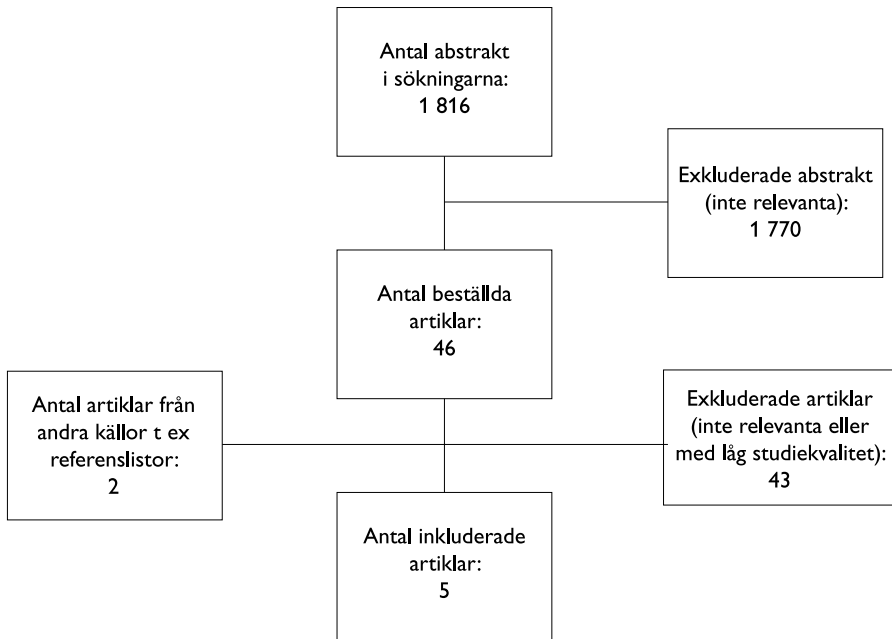 Antal abstrakt
i sökningarna:
1 816
Exkluderade abstrakt
(inte relevanta):
1 770
Antal beställda
artiklar:
46
Antal artiklar från
andra källor t ex
referenslistor:
2
Exkluderade artiklar
(inte relevanta eller
med låg studiekvalitet):
43
Antal inkluderade
artiklar:
5